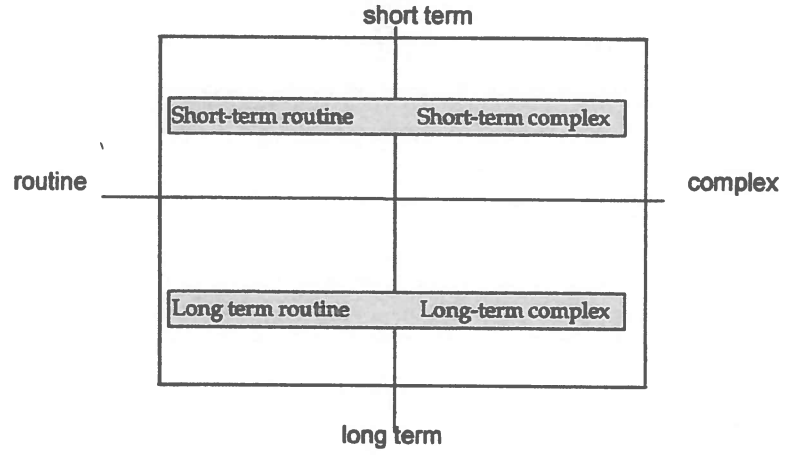 short term
Short-term routine Short-term complex
routine complex
Long term routine Long-term complex
long term